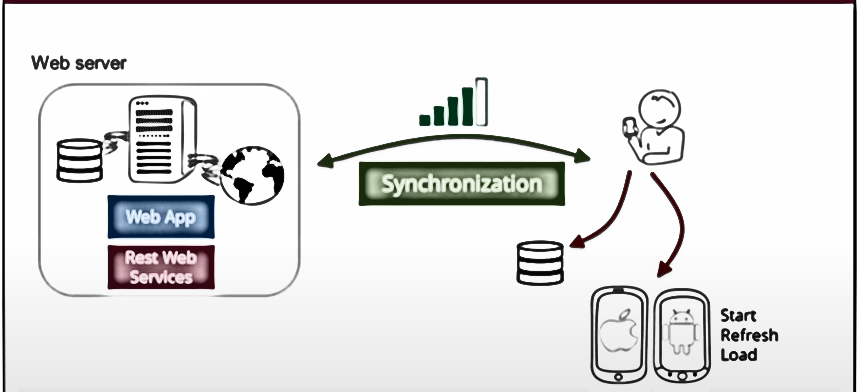 Web server
Synchronization
Web App
Rest Web
Services
Start
Refresh
Load